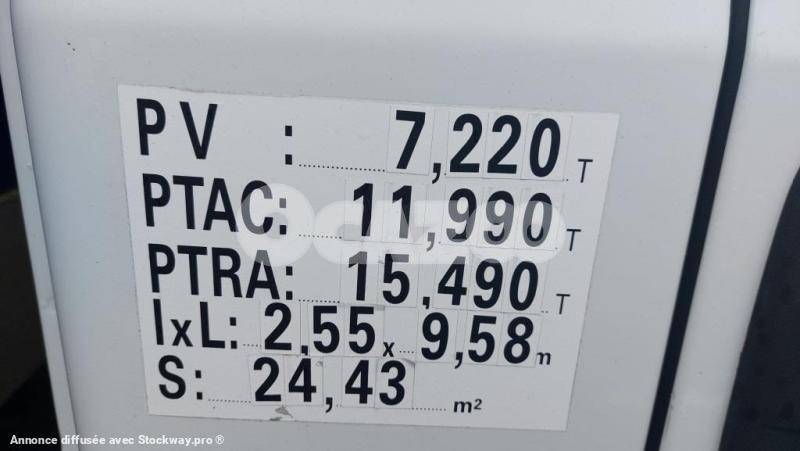 PV : 7,220 T
PTAC: 11,990 T
PTRA: 15,490 T
lxL: 2,55 x 9,58 m
S: 24,43 m²
Annonce diffusée avec Stockway.pro ®